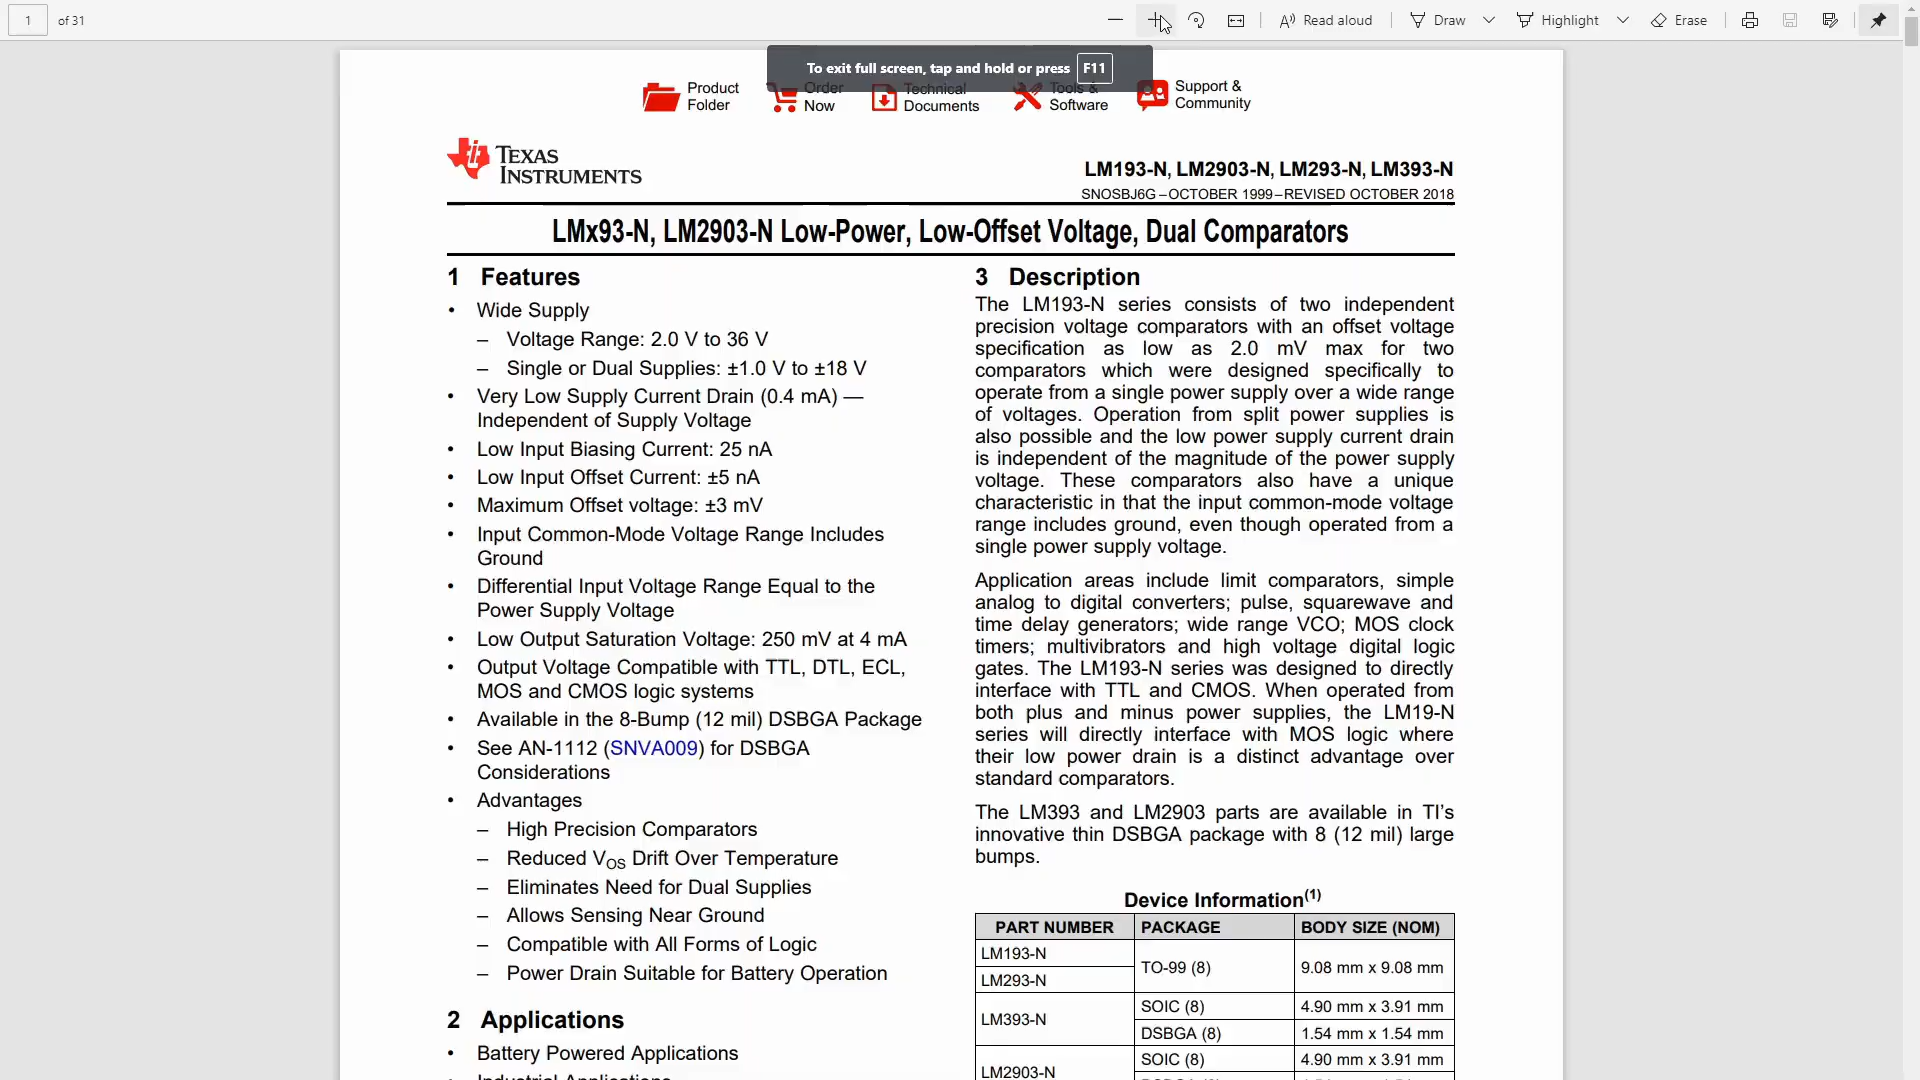 1 of 31
Read aloud Draw Highlight Erase
To exit full screen, tap and hold or press F11
Product Folder
Order Now
Technical Documents
Tools & Software
Support & Community
TEXAS INSTRUMENTS
LM193-N, LM2903-N, LM293-N, LM393-N
SNOSBJ6G – OCTOBER 1999 – REVISED OCTOBER 2018
LMx93-N, LM2903-N Low-Power, Low-Offset Voltage, Dual Comparators
1 Features
• Wide Supply
– Voltage Range: 2.0 V to 36 V
– Single or Dual Supplies: ±1.0 V to ±18 V
• Very Low Supply Current Drain (0.4 mA) —
Independent of Supply Voltage
• Low Input Biasing Current: 25 nA
• Low Input Offset Current: ±5 nA
• Maximum Offset voltage: ±3 mV
• Input Common-Mode Voltage Range Includes
Ground
• Differential Input Voltage Range Equal to the
Power Supply Voltage
• Low Output Saturation Voltage: 250 mV at 4 mA
• Output Voltage Compatible with TTL, DTL, ECL,
MOS and CMOS logic systems
• Available in the 8-Bump (12 mil) DSBGA Package
• See AN-1112 (SNVA009) for DSBGA
Considerations
• Advantages
– High Precision Comparators
– Reduced VOS Drift Over Temperature
– Eliminates Need for Dual Supplies
– Allows Sensing Near Ground
– Compatible with All Forms of Logic
– Power Drain Suitable for Battery Operation
2 Applications
• Battery Powered Applications
• Industrial Applications
3 Description
The LM193-N series consists of two independent
precision voltage comparators with an offset voltage
specification as low as 2.0 mV max for two
comparators which were designed specifically to
operate from a single power supply over a wide range
of voltages. Operation from split power supplies is
also possible and the low power supply current drain
is independent of the magnitude of the power supply
voltage. These comparators also have a unique
characteristic in that the input common-mode voltage
range includes ground, even though operated from a
single power supply voltage.
Application areas include limit comparators, simple
analog to digital converters; pulse, squarewave and
time delay generators; wide range VCO; MOS clock
timers; multivibrators and high voltage digital logic
gates. The LM193-N series was designed to directly
interface with TTL and CMOS. When operated from
both plus and minus power supplies, the LM19-N
series will directly interface with MOS logic where
their low power drain is a distinct advantage over
standard comparators.
The LM393 and LM2903 parts are available in TI's
innovative thin DSBGA package with 8 (12 mil) large
bumps.
Device Information(1)
PART NUMBER PACKAGE BODY SIZE (NOM)
LM193-N
TO-99 (8) 9.08 mm x 9.08 mm
LM293-N
LM393-N
SOIC (8) 4.90 mm x 3.91 mm
DSBGA (8) 1.54 mm x 1.54 mm
LM2903-N
SOIC (8) 4.90 mm x 3.91 mm